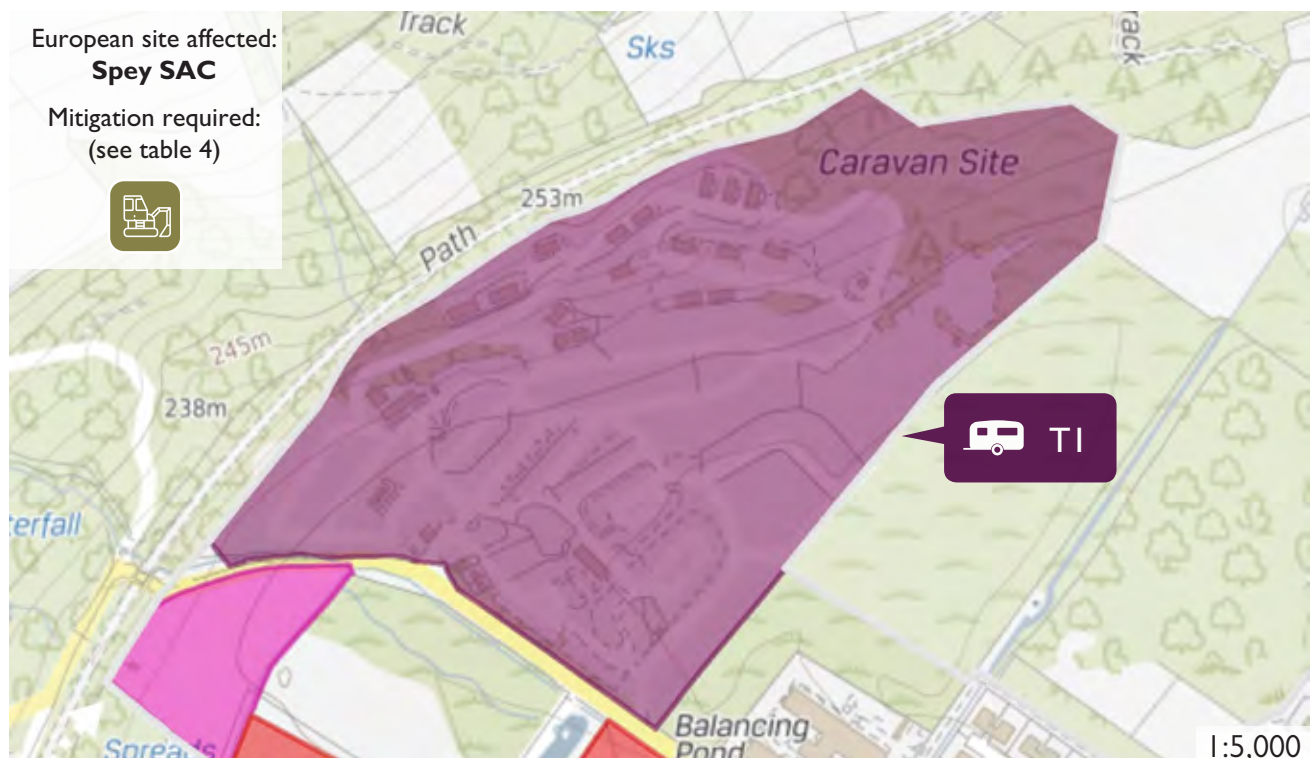 European site affected:
Spey SAC
Mitigation required:
(see table 4)
Track
Sks
Track
Caravan Site
253m
Path
245m
238m
T1
terfall
Balancing
Pond
Spreads
1:5,000